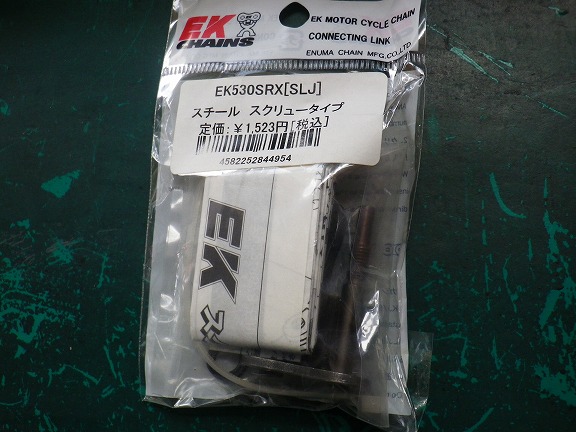 EK
CHAINS
EK MOTOR CYCLE CHAIN
CONNECTING LINK
ENUMA CHAIN MFG.CO.,LTD.
EK530SRX[SLJ]
スチール スクリュータイプ
定価:¥1,523円[税込]
4582252844954
EK